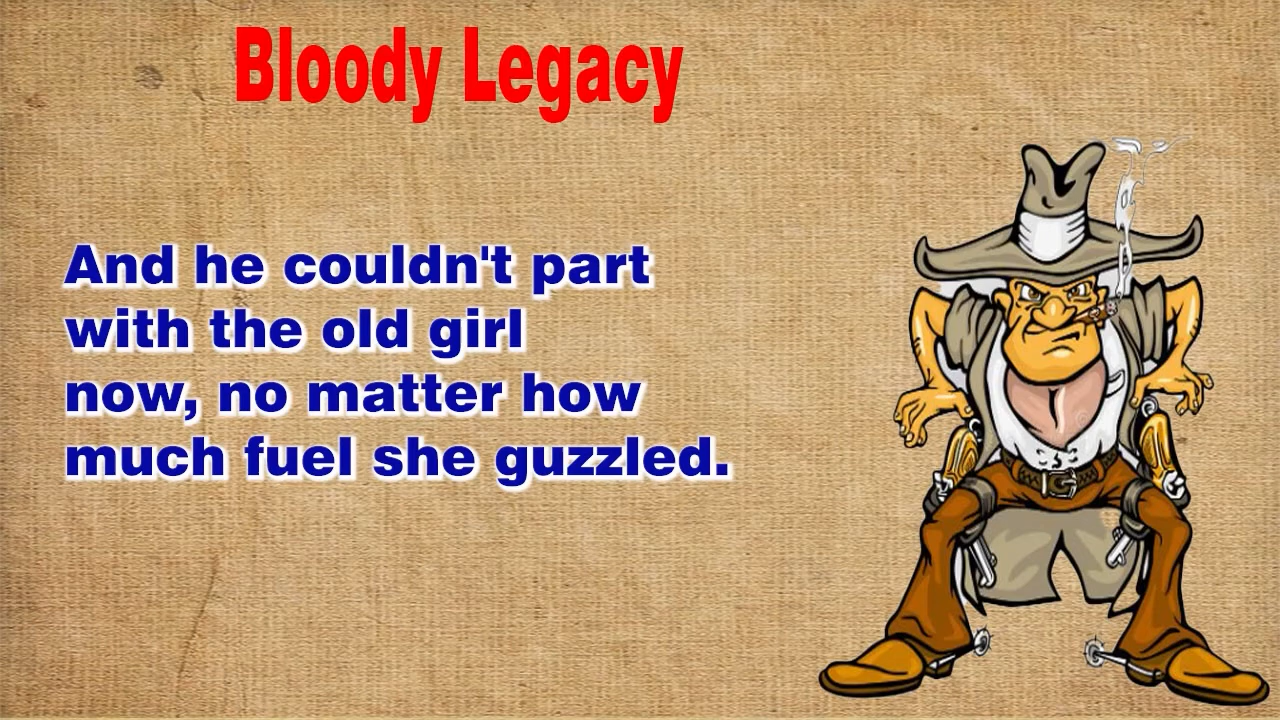 Bloody Legacy
And he couldn't part
with the old girl
now, no matter how
much fuel she guzzled.